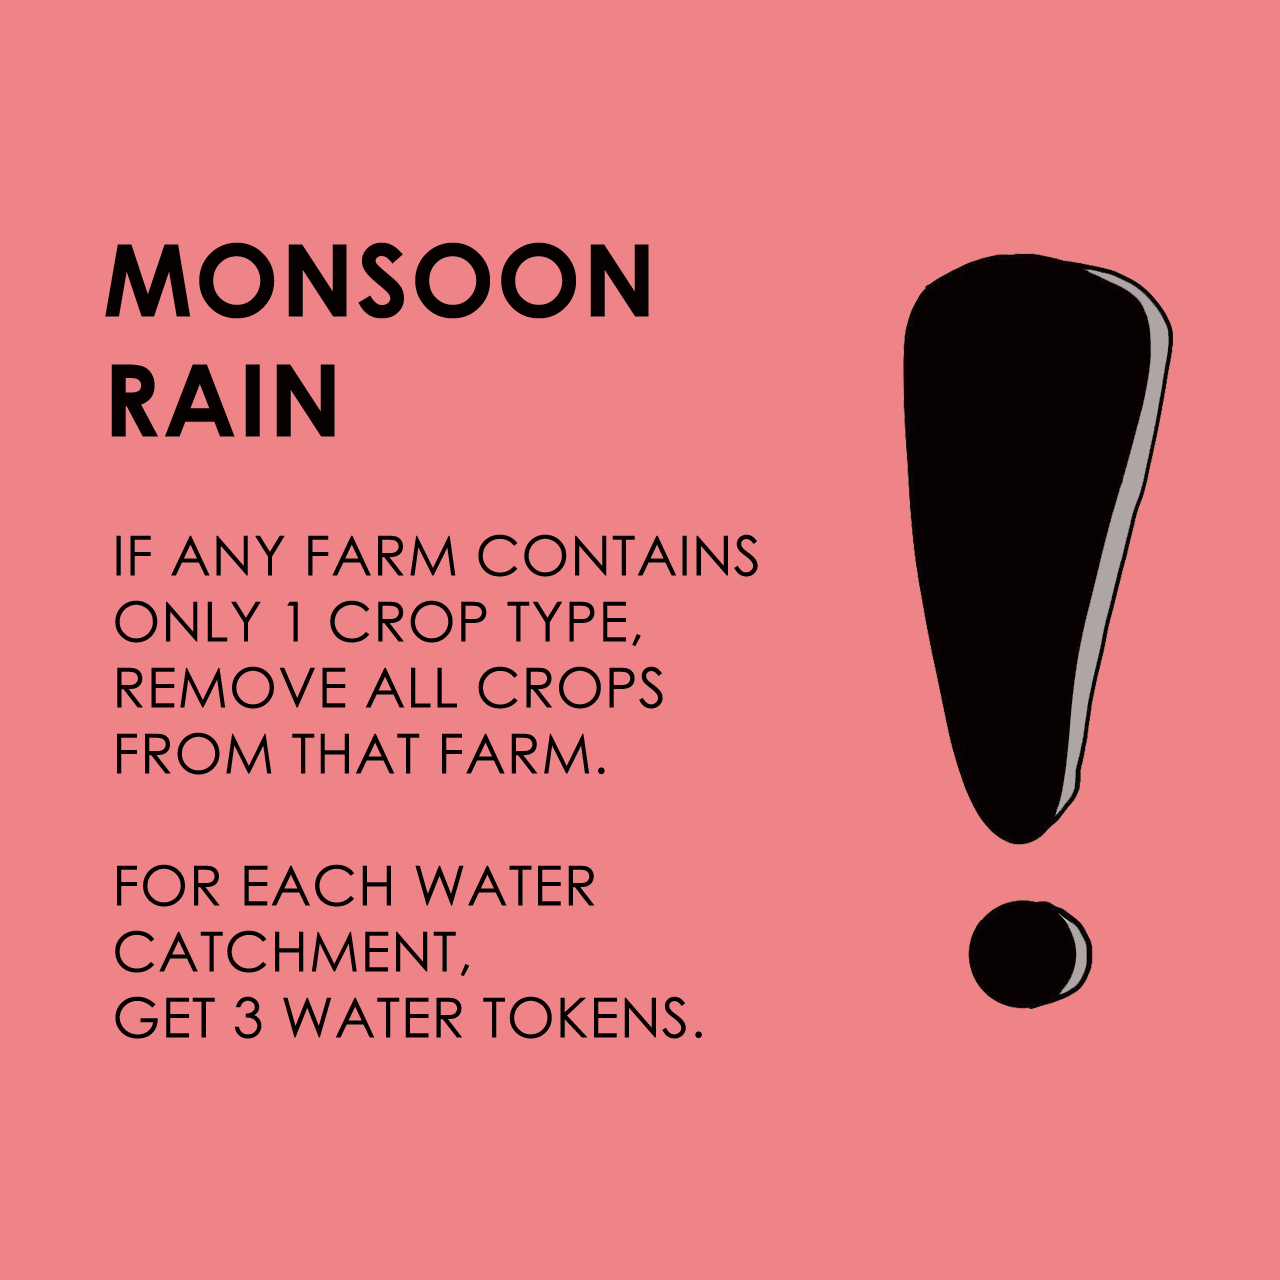 MONSOON
RAIN
IF ANY FARM CONTAINS
ONLY 1 CROP TYPE,
REMOVE ALL CROPS
FROM THAT FARM.
FOR EACH WATER
CATCHMENT,
GET 3 WATER TOKENS.